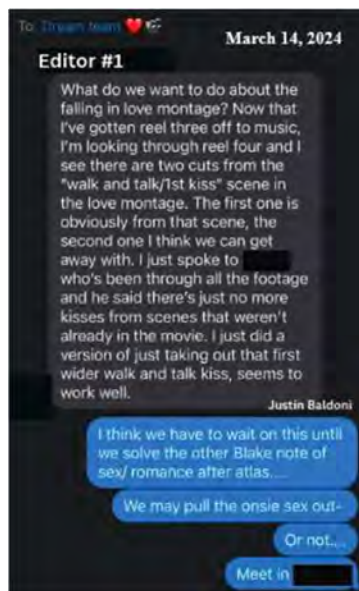 To: Dream team ❤️🎬
March 14, 2024
Editor #1
What do we want to do about the
falling in love montage? Now that
I've gotten reel three off to music,
I'm looking through reel four and I
see there are two cuts from the
"walk and talk/1st kiss" scene in
the love montage. The first one is
obviously from that scene, the
second one I think we can get
away with. I just spoke to
who's been through all the footage
and he said there's just no more
kisses from scenes that weren't
already in the movie. I just did a
version of just taking out that first
wider walk and talk kiss, seems to
work well.
Justin Baldoni
I think we have to wait on this until
we solve the other Blake note of
sex/ romance after atlas....
We may pull the onsie sex out-
Or not....
Meet in